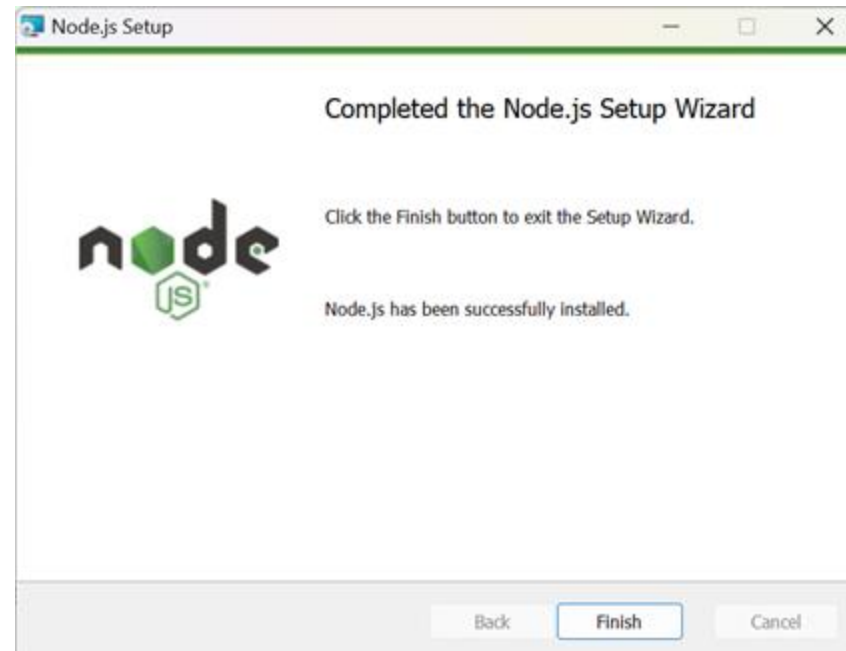 Node.js Setup
Completed the Node.js Setup Wizard
Click the Finish button to exit the Setup Wizard.
node
JS
Node.js has been successfully installed.
Back
Finish
Cancel